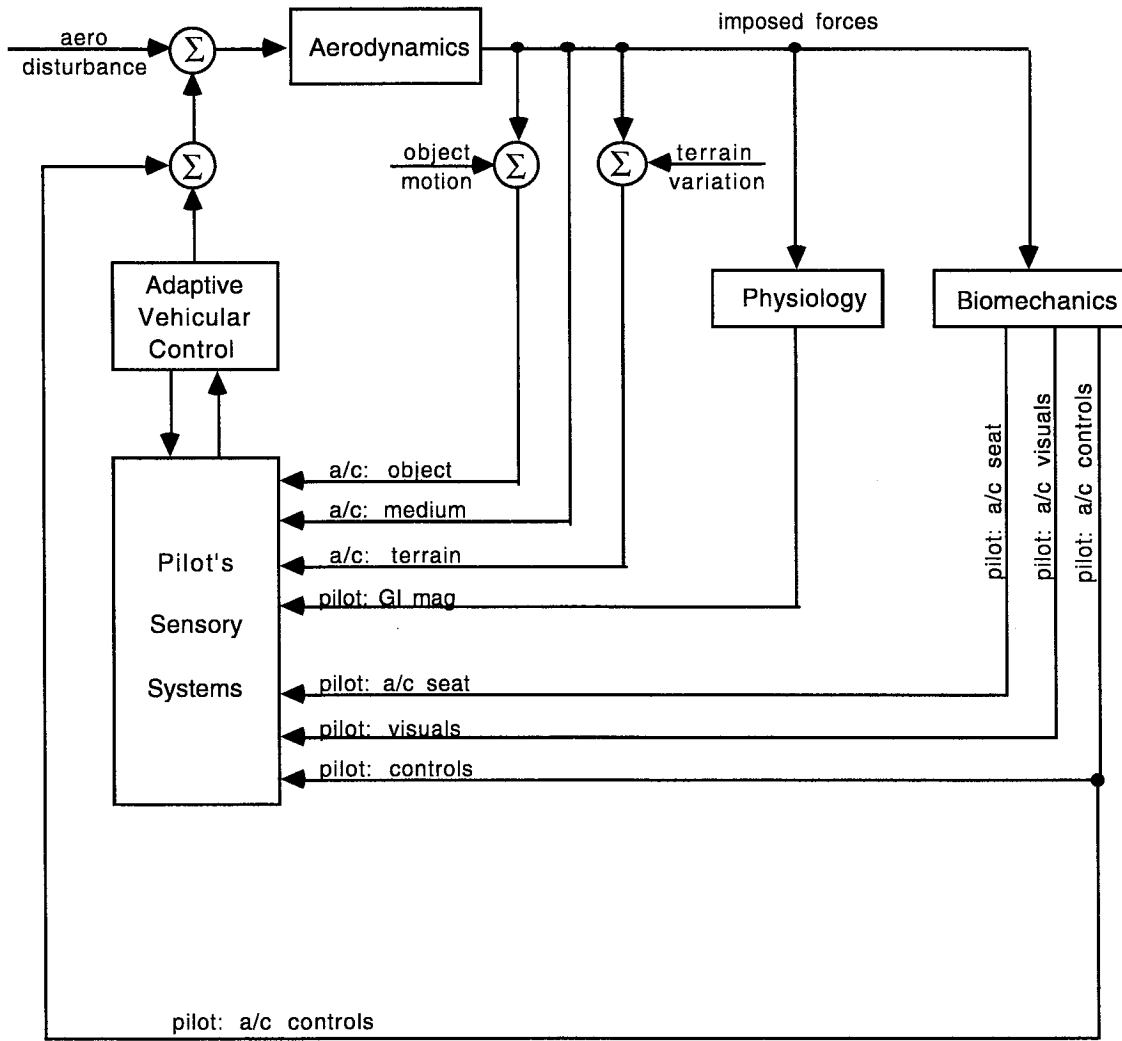 aero
disturbance
Σ
Aerodynamics
imposed forces
Σ
object
motion
Σ
Σ
terrain
variation
Adaptive
Vehicular
Control
Physiology
Biomechanics
pilot: a/c seat
pilot: a/c visuals
pilot: a/c controls
Pilot's
Sensory
Systems
a/c: object
a/c: medium
a/c: terrain
pilot: GI mag
pilot: a/c seat
pilot: visuals
pilot: controls
pilot: a/c controls